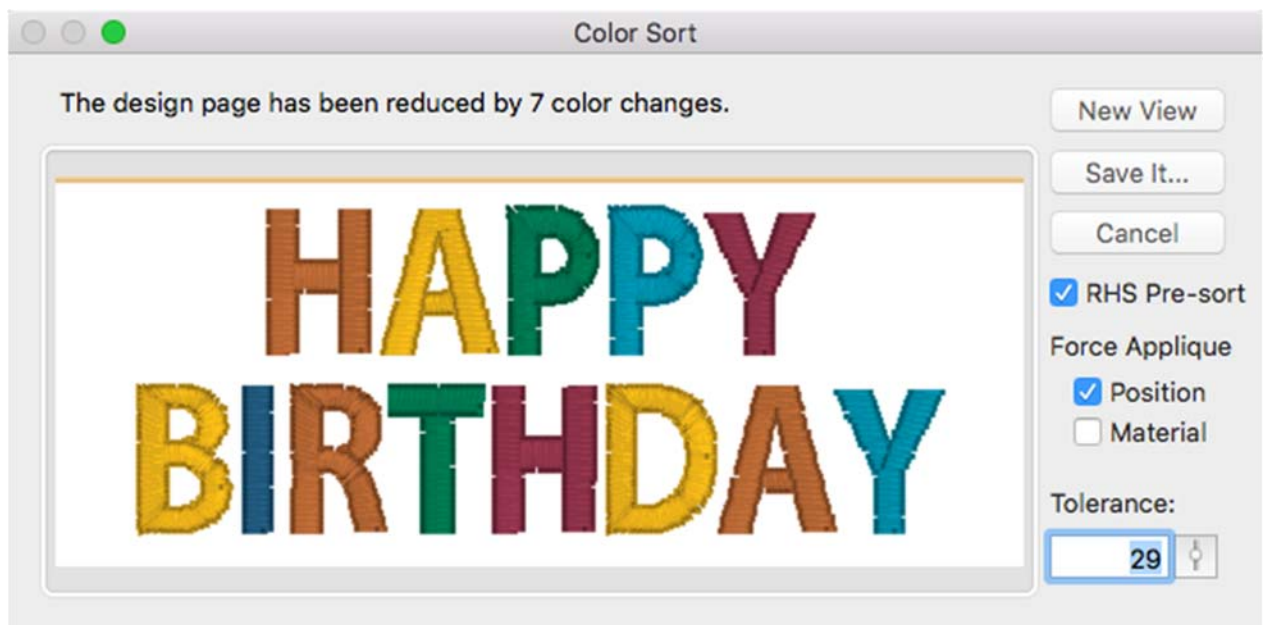 Color Sort
The design page has been reduced by 7 color changes.
HAPPY
BIRTHDAY
New View
Save It...
Cancel
RHS Pre-sort
Force Applique
Position
Material
Tolerance:
29